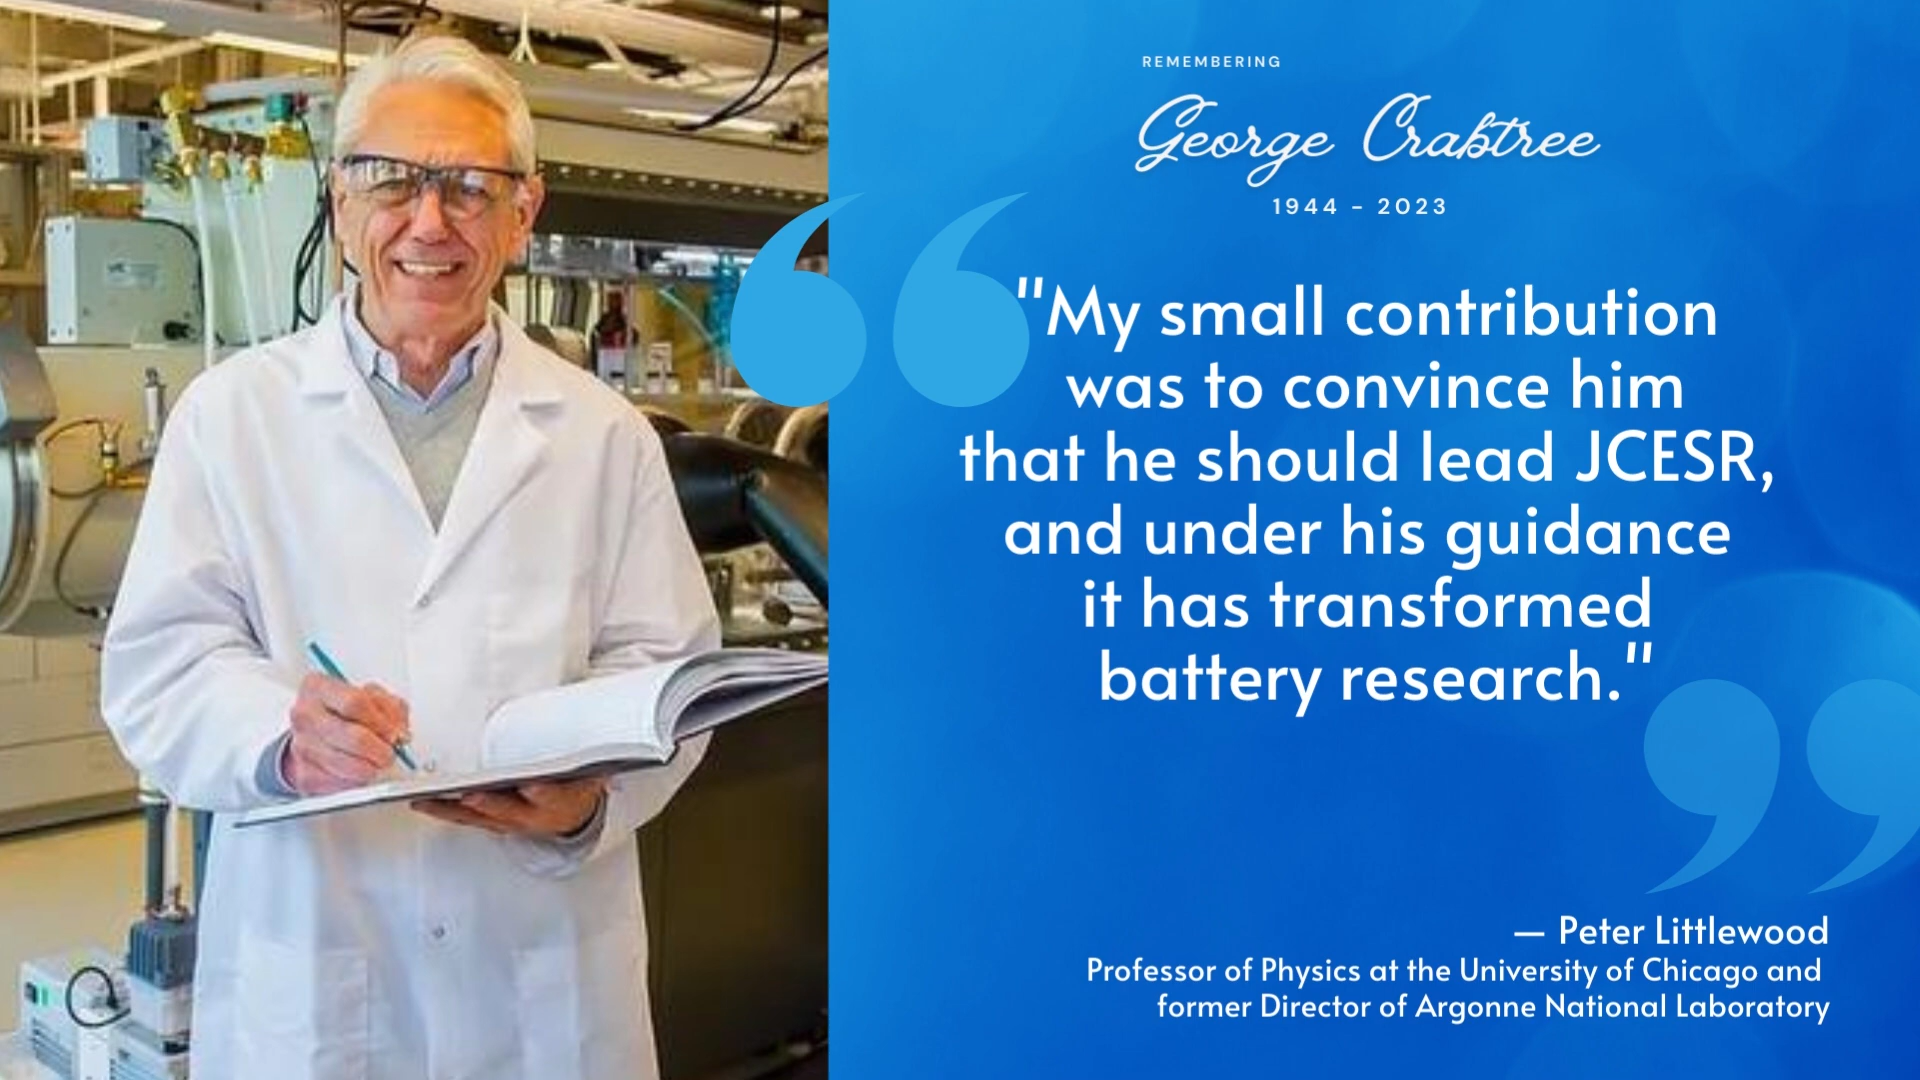 REMEMBERING
George Crabtree
1944 - 2023
"My small contribution
was to convince him
that he should lead JCESR,
and under his guidance
it has transformed
battery research."
— Peter Littlewood
Professor of Physics at the University of Chicago and
former Director of Argonne National Laboratory